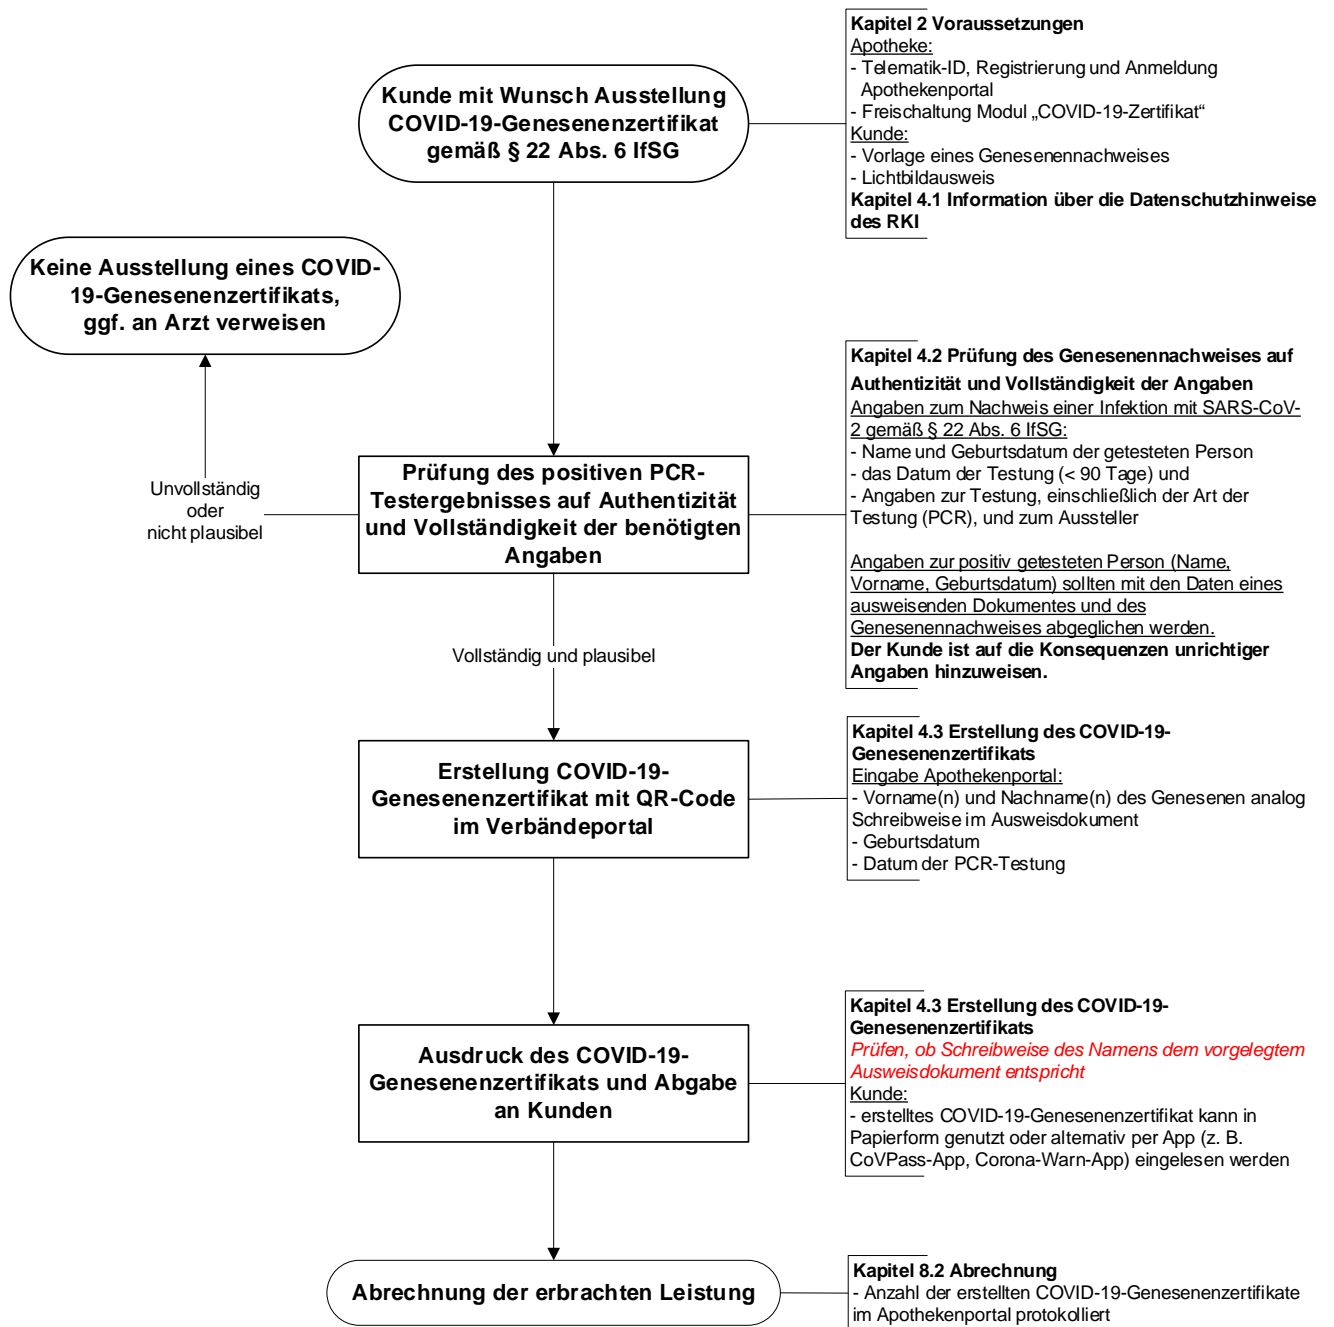 Kunde mit Wunsch Ausstellung
COVID-19-Genesenenzertifikat
gemäß § 22 Abs. 6 IfSG
Kapitel 2 Voraussetzungen
Apotheke:
- Telematik-ID, Registrierung und Anmeldung
Apothekenportal
- Freischaltung Modul „COVID-19-Zertifikat“
Kunde:
- Vorlage eines Genesenennachweises
- Lichtbildausweis
Kapitel 4.1 Information über die Datenschutzhinweise
des RKI
Keine Ausstellung eines COVID-
19-Genesenenzertifikats,
ggf. an Arzt verweisen
Unvollständig
oder
nicht plausibel
Prüfung des positiven PCR-
Testergebnisses auf Authentizität
und Vollständigkeit der benötigten
Angaben
Kapitel 4.2 Prüfung des Genesenennachweises auf
Authentizität und Vollständigkeit der Angaben
Angaben zum Nachweis einer Infektion mit SARS-CoV-
2 gemäß § 22 Abs. 6 IfSG:
- Name und Geburtsdatum der getesteten Person
- das Datum der Testung (< 90 Tage) und
- Angaben zur Testung, einschließlich der Art der
Testung (PCR), und zum Aussteller
Angaben zur positiv getesteten Person (Name,
Vorname, Geburtsdatum) sollten mit den Daten eines
ausweisenden Dokumentes und des
Genesenennachweises abgeglichen werden.
Der Kunde ist auf die Konsequenzen unrichtiger
Angaben hinzuweisen.
Vollständig und plausibel
Erstellung COVID-19-
Genesenenzertifikat mit QR-Code
im Verbändeportal
Kapitel 4.3 Erstellung des COVID-19-
Genesenenzertifikats
Eingabe Apothekenportal:
- Vorname(n) und Nachname(n) des Genesenen analog
Schreibweise im Ausweisdokument
- Geburtsdatum
- Datum der PCR-Testung
Ausdruck des COVID-19-
Genesenenzertifikats und Abgabe
an Kunden
Kapitel 4.3 Erstellung des COVID-19-
Genesenenzertifikats
Prüfen, ob Schreibweise des Namens dem vorgelegtem
Ausweisdokument entspricht
Kunde:
- erstelltes COVID-19-Genesenenzertifikat kann in
Papierform genutzt oder alternativ per App (z. B.
CoVPass-App, Corona-Warn-App) eingelesen werden
Abrechnung der erbrachten Leistung
Kapitel 8.2 Abrechnung
- Anzahl der erstellten COVID-19-Genesenenzertifikate
im Apothekenportal protokolliert